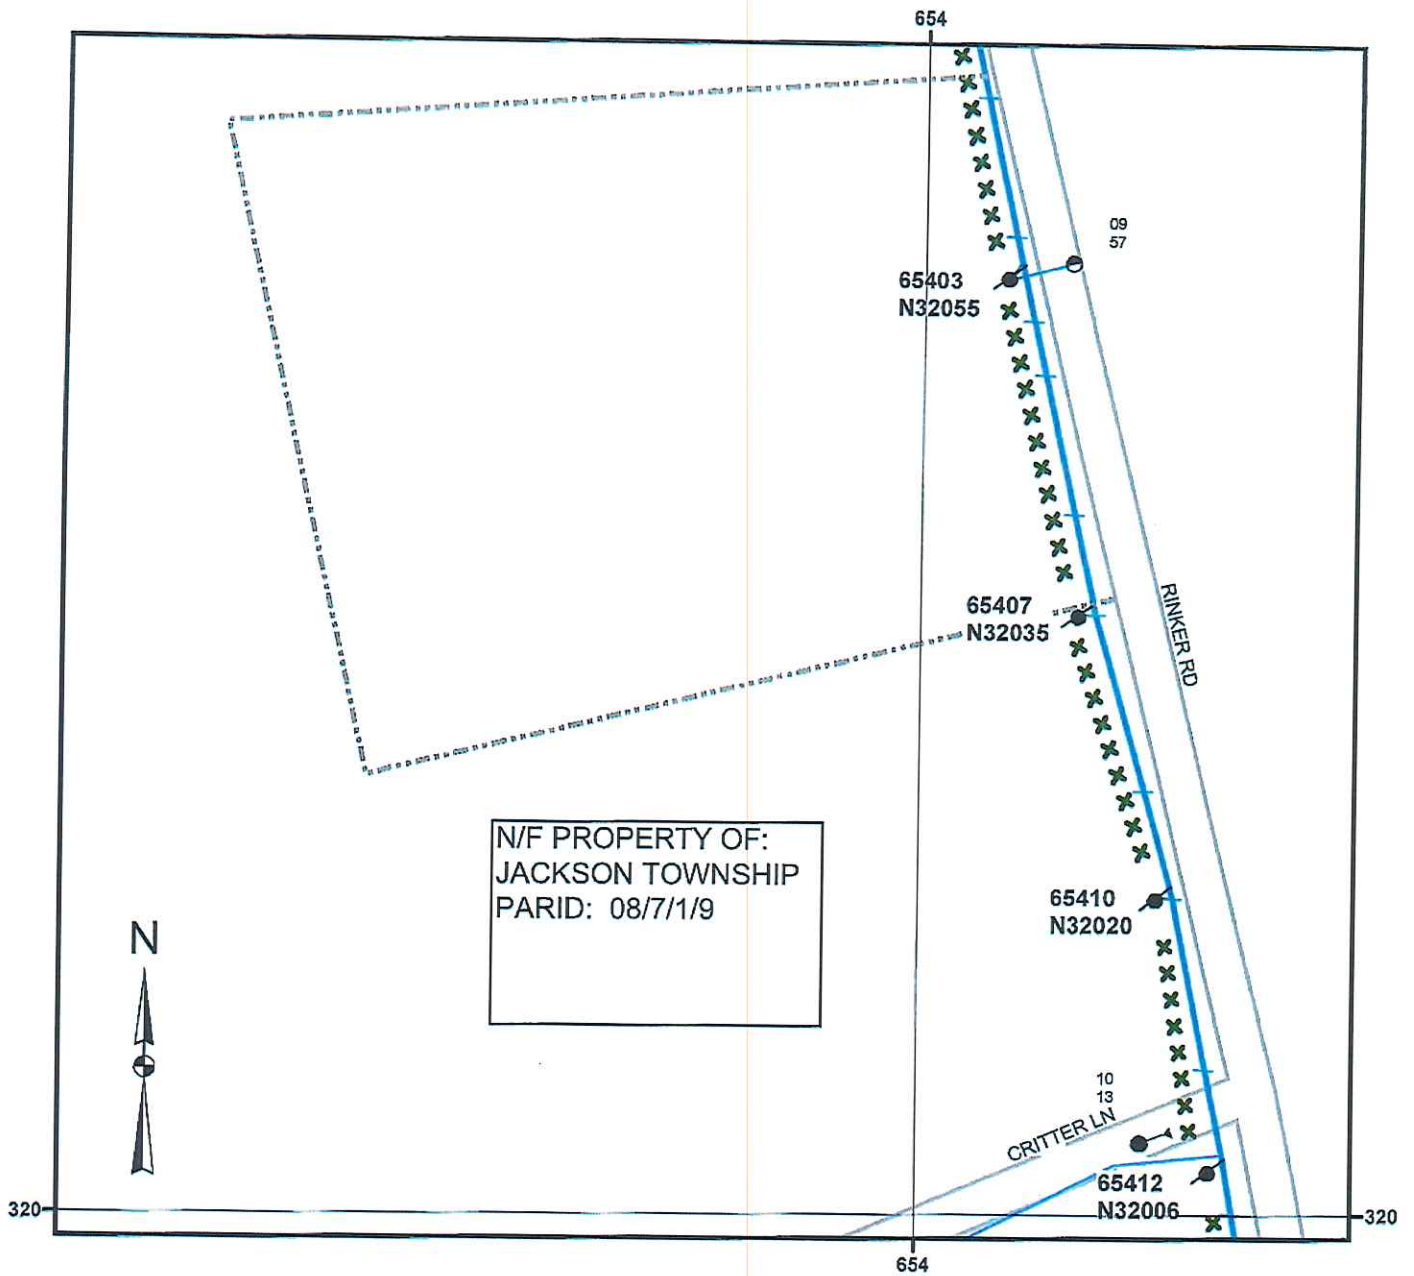 654
09
57
65403
N32055
65407
N32035
RINKER RD
N/F PROPERTY OF:
JACKSON TOWNSHIP
PARID: 08/7/1/9
65410
N32020
N
10
13
CRITTER LN
65412
N32006
320
320
654